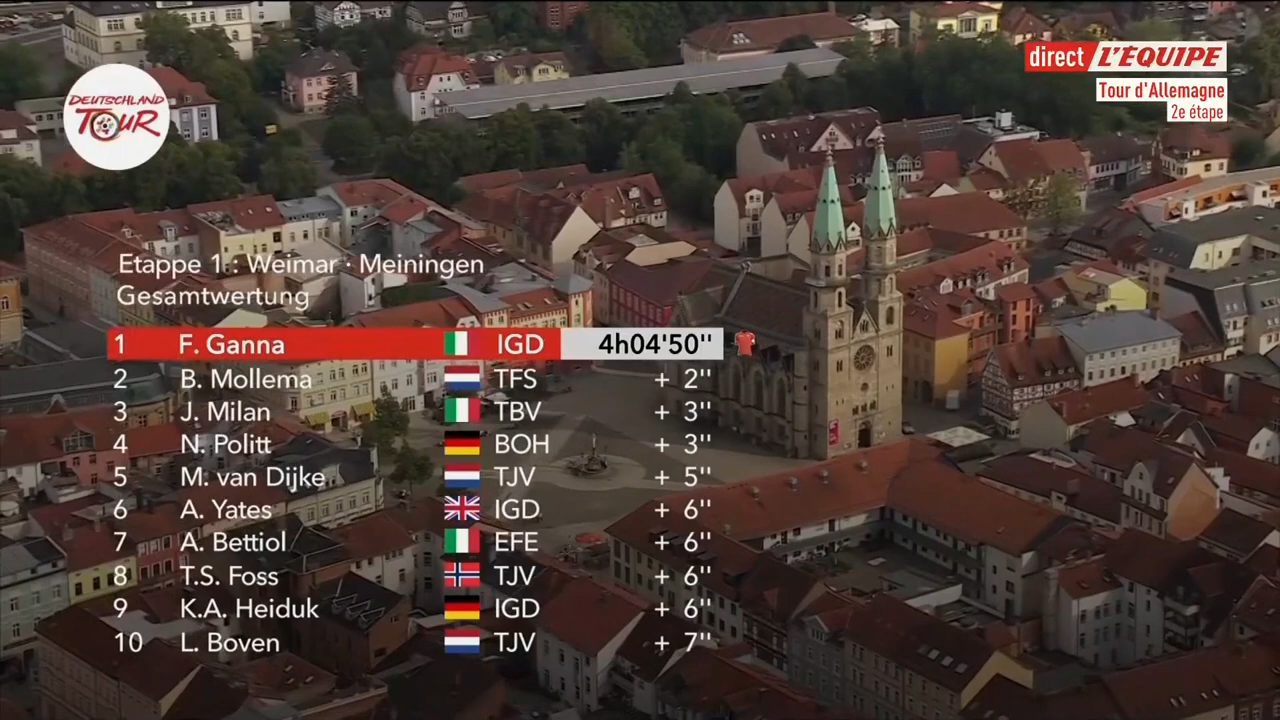 DEUTSCHLAND
TOUR
direct L'ÉQUIPE
Tour d'Allemagne
2e étape
Etappe 1 : Weimar · Meiningen
Gesamtwertung
1 F. Ganna IGD 4h04'50''
2 B. Mollema TFS + 2''
3 J. Milan TBV + 3''
4 N. Politt BOH + 3''
5 M. van Dijke TJV + 5''
6 A. Yates IGD + 6''
7 A. Bettiol EFE + 6''
8 T.S. Foss TJV + 6''
9 K.A. Heiduk IGD + 6''
10 L. Boven TJV + 7''